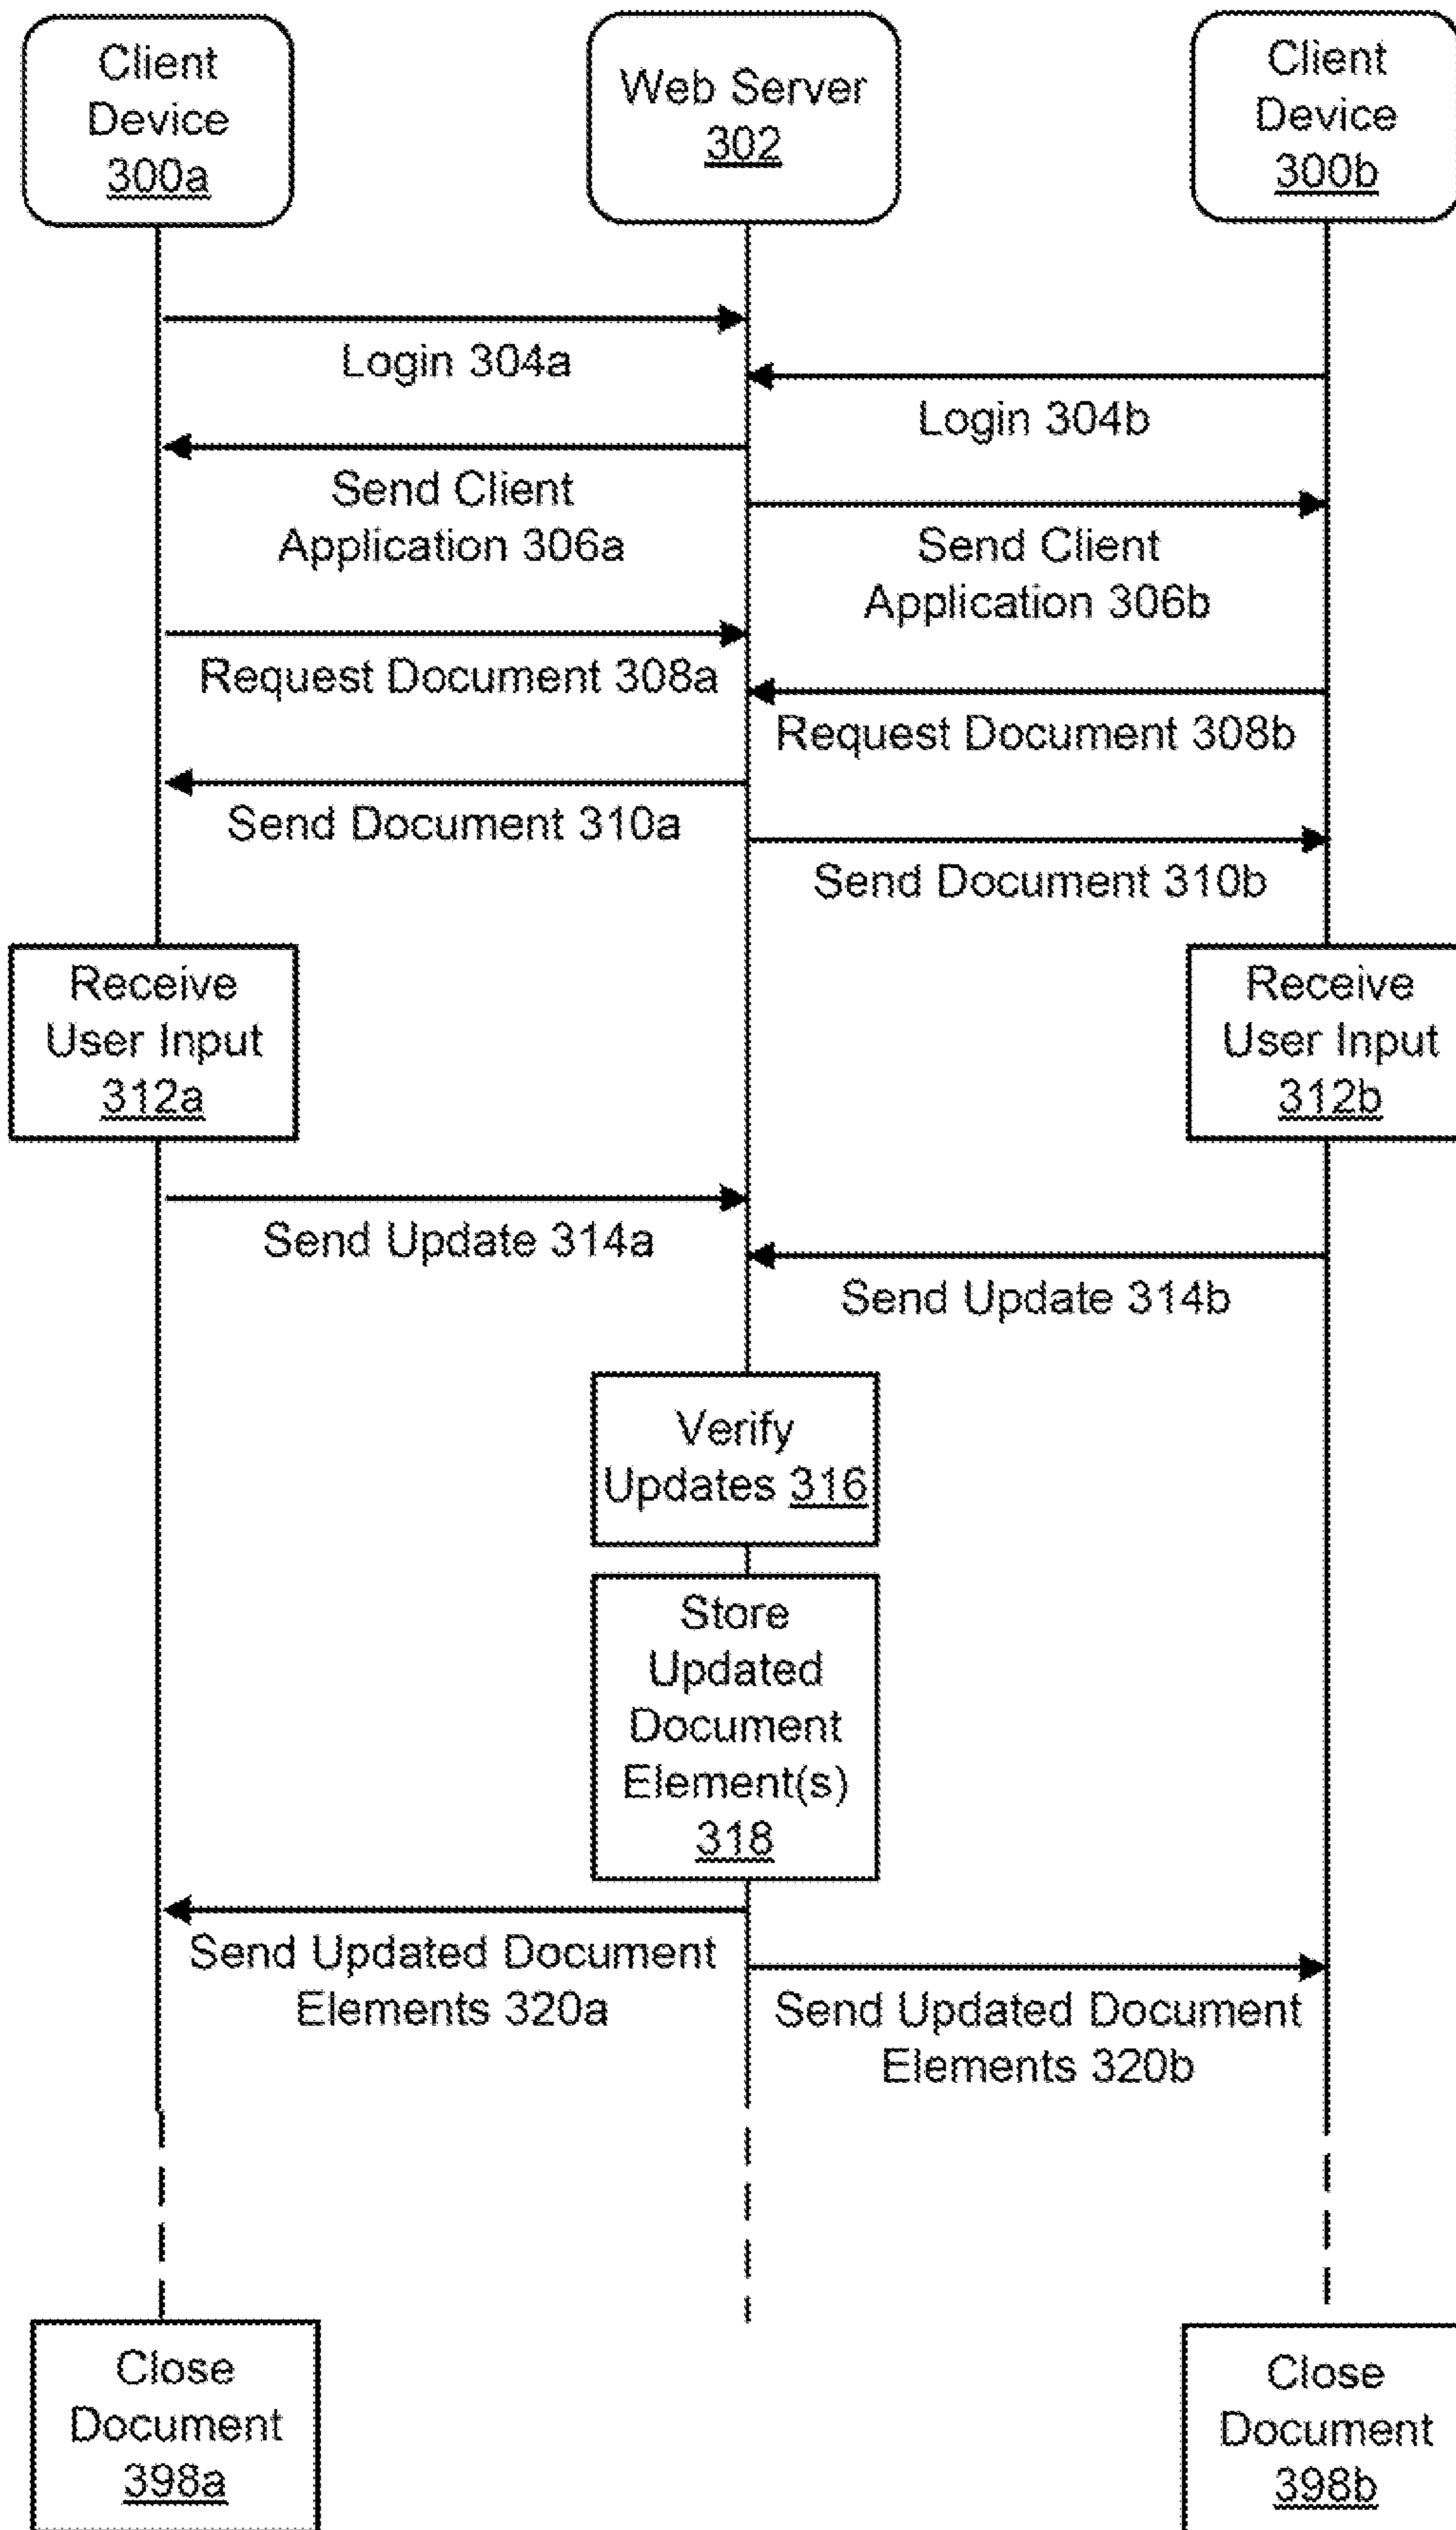 Client
Device
300a
Web Server
302
Client
Device
300b
Login 304a
Login 304b
Send Client
Application 306a
Send Client
Application 306b
Request Document 308a
Request Document 308b
Send Document 310a
Send Document 310b
Receive
User Input
312a
Receive
User Input
312b
Send Update 314a
Send Update 314b
Verify
Updates 316
Store
Updated
Document
Element(s)
318
Send Updated Document
Elements 320a
Send Updated Document
Elements 320b
Close
Document
398a
Close
Document
398b